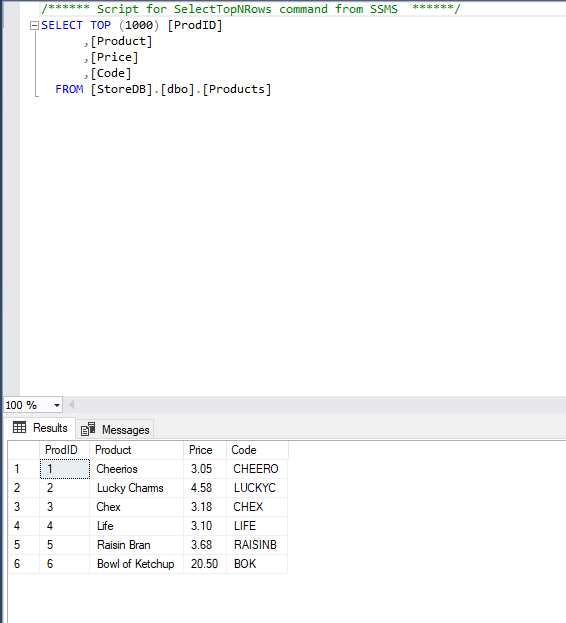 /****** Script for SelectTopNRows command from SSMS  ******/
SELECT TOP (1000) [ProdID]
      ,[Product]
      ,[Price]
      ,[Code]
  FROM [StoreDB].[dbo].[Products]
100 %
Results Messages
ProdID Product Price Code
1 1 Cheerios 3.05 CHEERO
2 2 Lucky Charms 4.58 LUCKYC
3 3 Chex 3.18 CHEX
4 4 Life 3.10 LIFE
5 5 Raisin Bran 3.68 RAISINB
6 6 Bowl of Ketchup 20.50 BOK